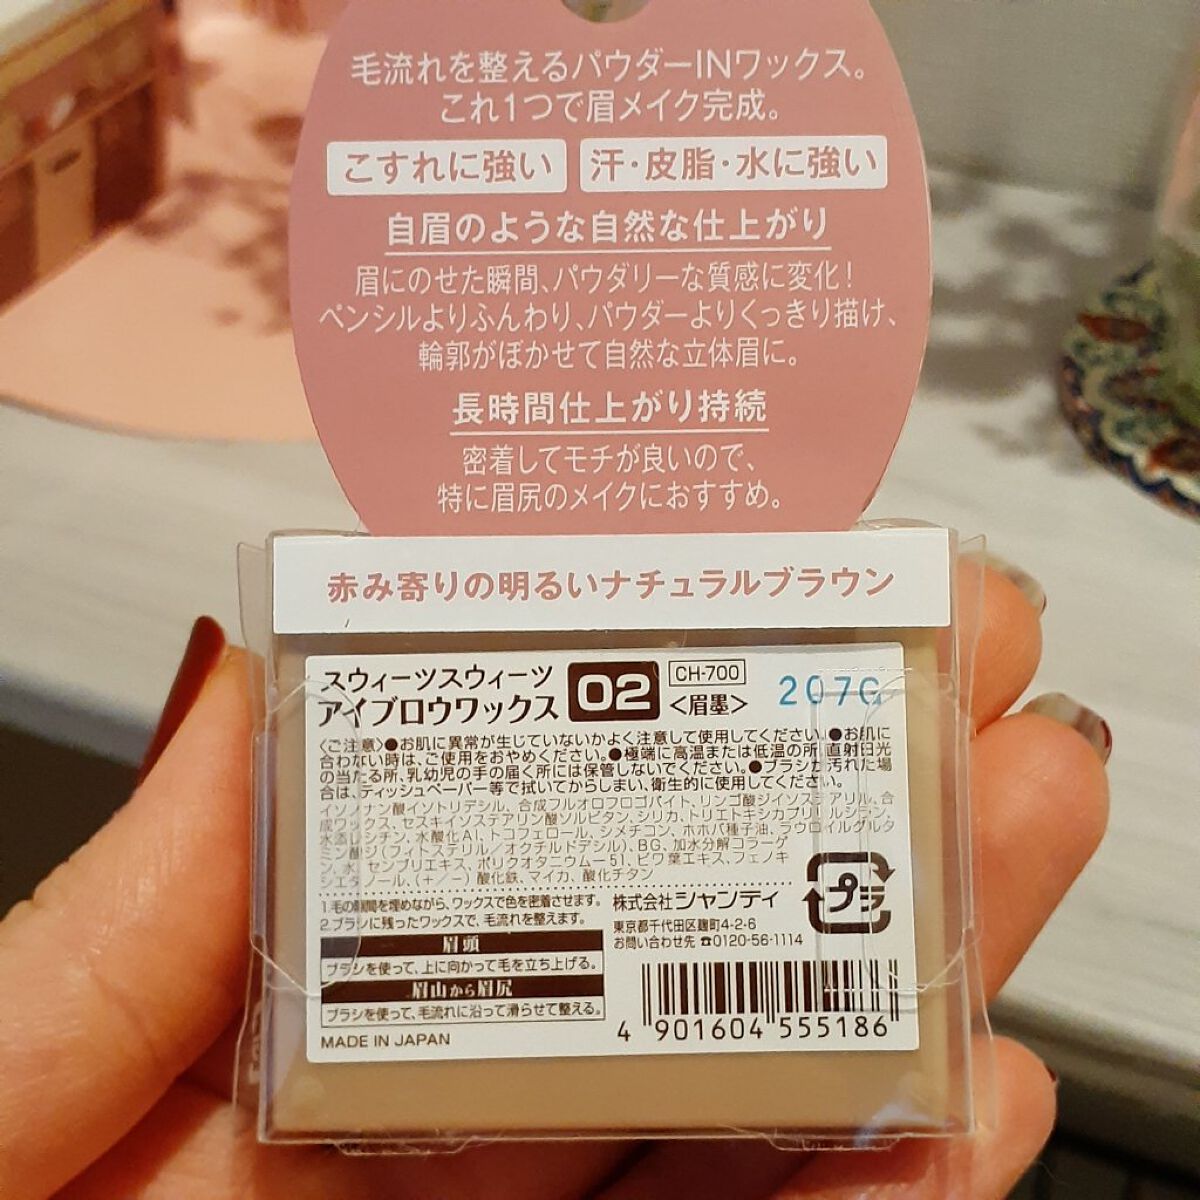 毛流れを整えるパウダーINワックス。
これ1つで眉メイク完成。
こすれに強い 汗・皮脂・水に強い
自眉のような自然な仕上がり
眉にのせた瞬間、パウダリーな質感に変化!
ペンシルよりふんわり、パウダーよりくっきり描け、
輪郭がぼかせて自然な立体眉に。
長時間仕上がり持続
密着してモチが良いので、
特に眉尻のメイクにおすすめ。
赤み寄りの明るいナチュラルブラウン
スウィーツスウィーツ
アイブロウワックス 02 CH-700 <眉墨> 207G
〈ご注意〉●お肌に異常が生じていないかよく注意して使用してください。●お肌に
合わない時は、ご使用をおやめください。●極端に高温または低温の所、直射日光
の当たる所、乳幼児の手の届く所には保管しないでください。●ブラシが汚れた場
合は、ティッシュペーパー等で拭いてからしまい、衛生的に使用してください。
イソノナン酸イソトリデシル、合成フルオロフロゴパイト、リンゴ酸ジイソステアリル、合
成ワックス、セスキイソステアリン酸ソルビタン、シリカ、トリエトキシカプリリルシラン、
水添レシチン、水酸化Al、トコフェロール、ジメチコン、ホホバ種子油、ラウロイルグルタ
ミン酸ジ(フィトステリル/オクチルドデシル)、BG、加水分解コラーゲ
ン、水、センブリエキス、ポリクオタニウム-51、ビワ葉エキス、フェノキ
シエタノール、(+/-)酸化鉄、マイカ、酸化チタン
1.毛の隙間を埋めながら、ワックスで色を密着させます。
2.ブラシに残ったワックスで、毛流れを整えます。
眉頭
ブラシを使って、上に向かって毛を立ち上げる。
眉山から眉尻
ブラシを使って、毛流れに沿って滑らせて整える。
MADE IN JAPAN
株式会社シャンティ
東京都千代田区麹町4-2-6
お問い合わせ先 ☎0120-56-1114
プラ
4 901604 555186